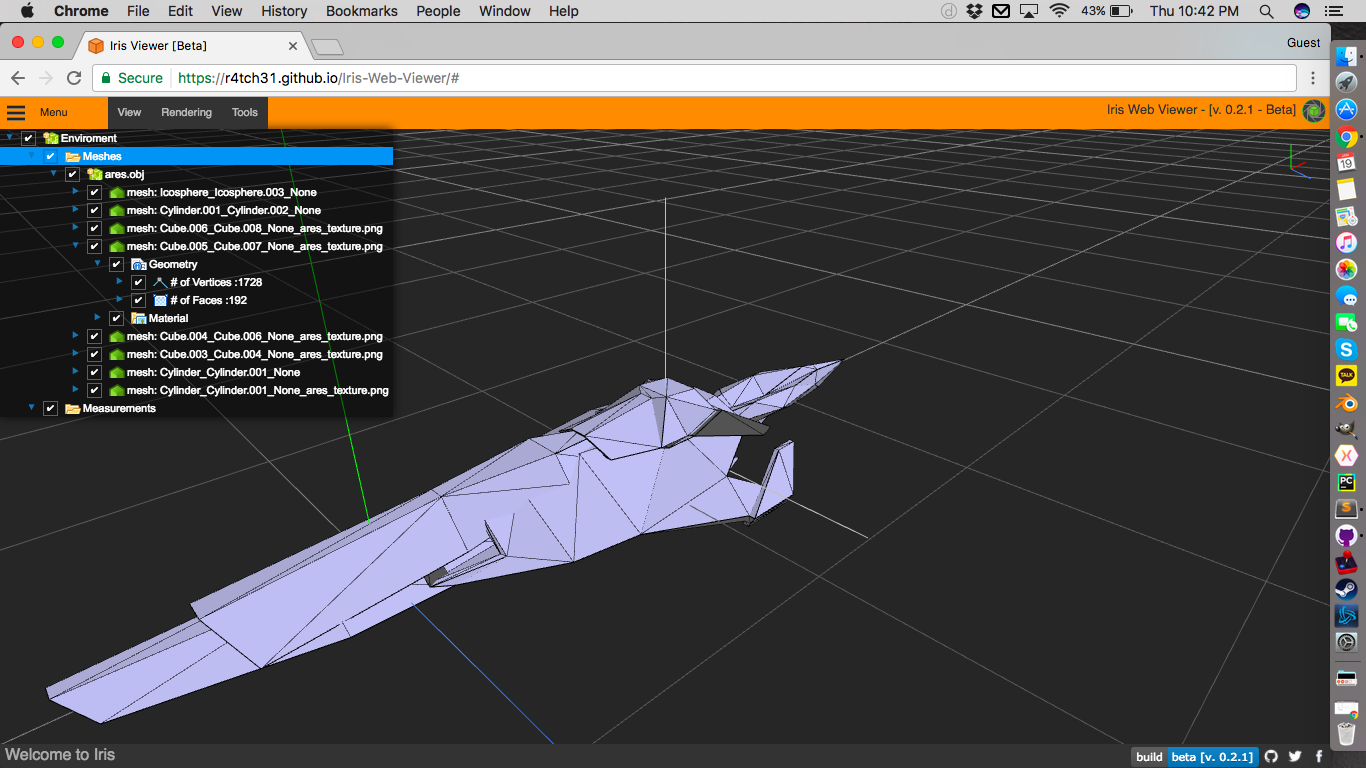 Chrome File Edit View History Bookmarks People Window Help 43% Thu 10:42 PM
Iris Viewer [Beta]
Guest
Secure https://r4tch31.github.io/Iris-Web-Viewer/#
Menu View Rendering Tools Iris Web Viewer - [v. 0.2.1 - Beta]
Enviroment
Meshes
ares.obj
mesh: Icosphere_Icosphere.003_None
mesh: Cylinder.001_Cylinder.002_None
mesh: Cube.006_Cube.008_None_ares_texture.png
mesh: Cube.005_Cube.007_None_ares_texture.png
Geometry
# of Vertices :1728
# of Faces :192
Material
mesh: Cube.004_Cube.006_None_ares_texture.png
mesh: Cube.003_Cube.004_None_ares_texture.png
mesh: Cylinder_Cylinder.001_None
mesh: Cylinder_Cylinder.001_None_ares_texture.png
Measurements
19
TALK
PC
Welcome to Iris
build beta [v. 0.2.1]